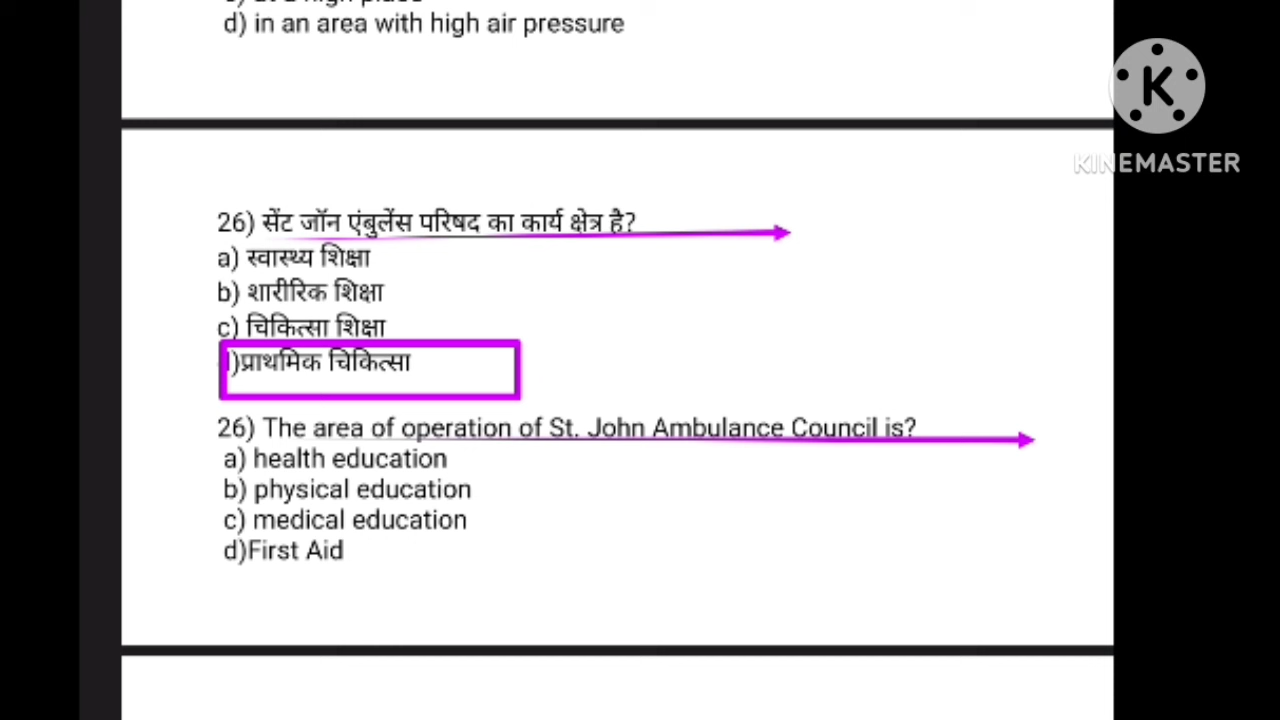 d) in an area with high air pressure
K
KINEMASTER
26) सेंट जॉन एंबुलेंस परिषद का कार्य क्षेत्र है?
a) स्वास्थ्य शिक्षा
b) शारीरिक शिक्षा
c) चिकित्सा शिक्षा
d)प्राथमिक चिकित्सा
26) The area of operation of St. John Ambulance Council is?
a) health education
b) physical education
c) medical education
d)First Aid